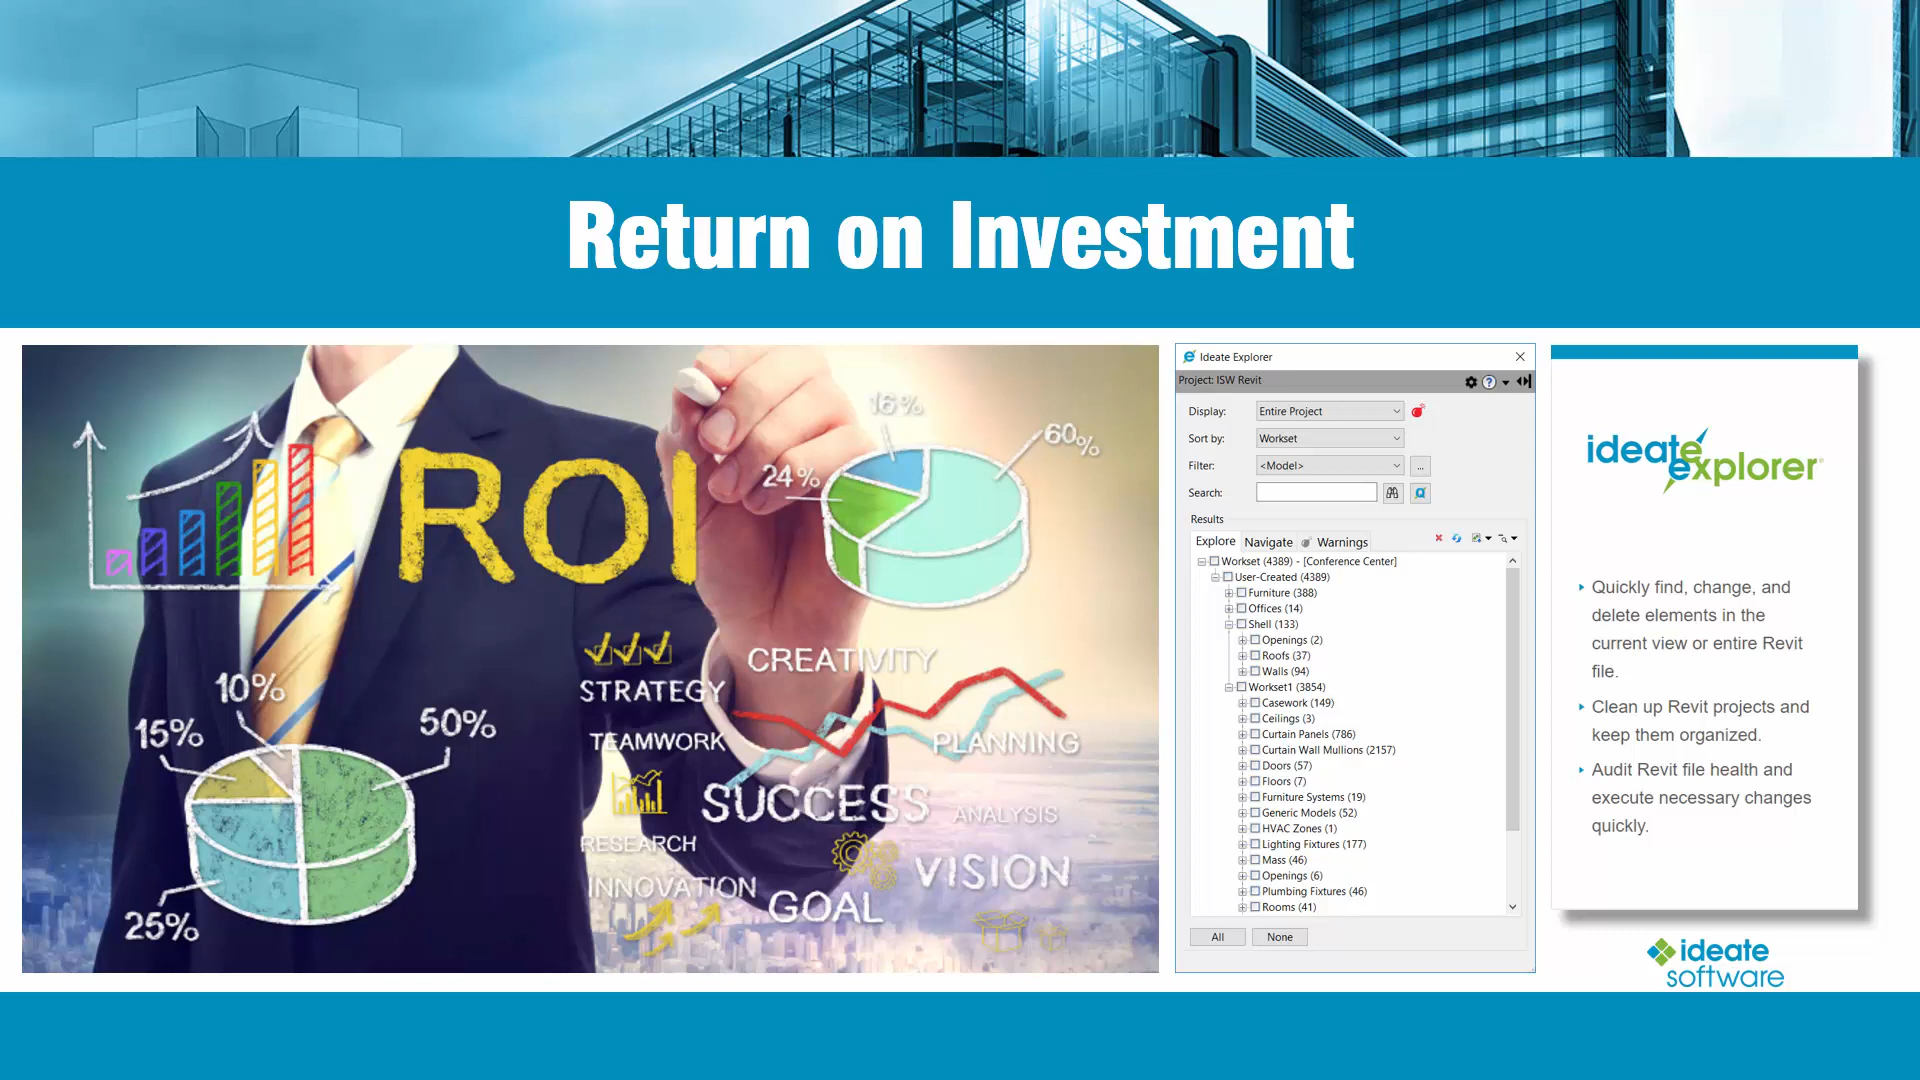 Return on Investment
ROI
16%
60%
24%
10%
15%
50%
25%
STRATEGY
CREATIVITY
TEAMWORK
PLANNING
SUCCESS
ANALYSIS
RESEARCH
VISION
INNOVATION
GOAL
Ideate Explorer
Project: ISW Revit
Display: Entire Project
Sort by: Workset
Filter: <Model> ...
Search:
Results
Explore Navigate Warnings
Workset (4389) - [Conference Center]
User-Created (4389)
Furniture (388)
Offices (14)
Shell (133)
Openings (2)
Roofs (37)
Walls (94)
Workset1 (3854)
Casework (149)
Ceilings (3)
Curtain Panels (786)
Curtain Wall Mullions (2157)
Doors (57)
Floors (7)
Furniture Systems (19)
Generic Models (52)
HVAC Zones (1)
Lighting Fixtures (177)
Mass (46)
Openings (6)
Plumbing Fixtures (46)
Rooms (41)
All None
ideate
explorer®
Quickly find, change, and
delete elements in the
current view or entire Revit
file.
Clean up Revit projects and
keep them organized.
Audit Revit file health and
execute necessary changes
quickly.
ideate
software